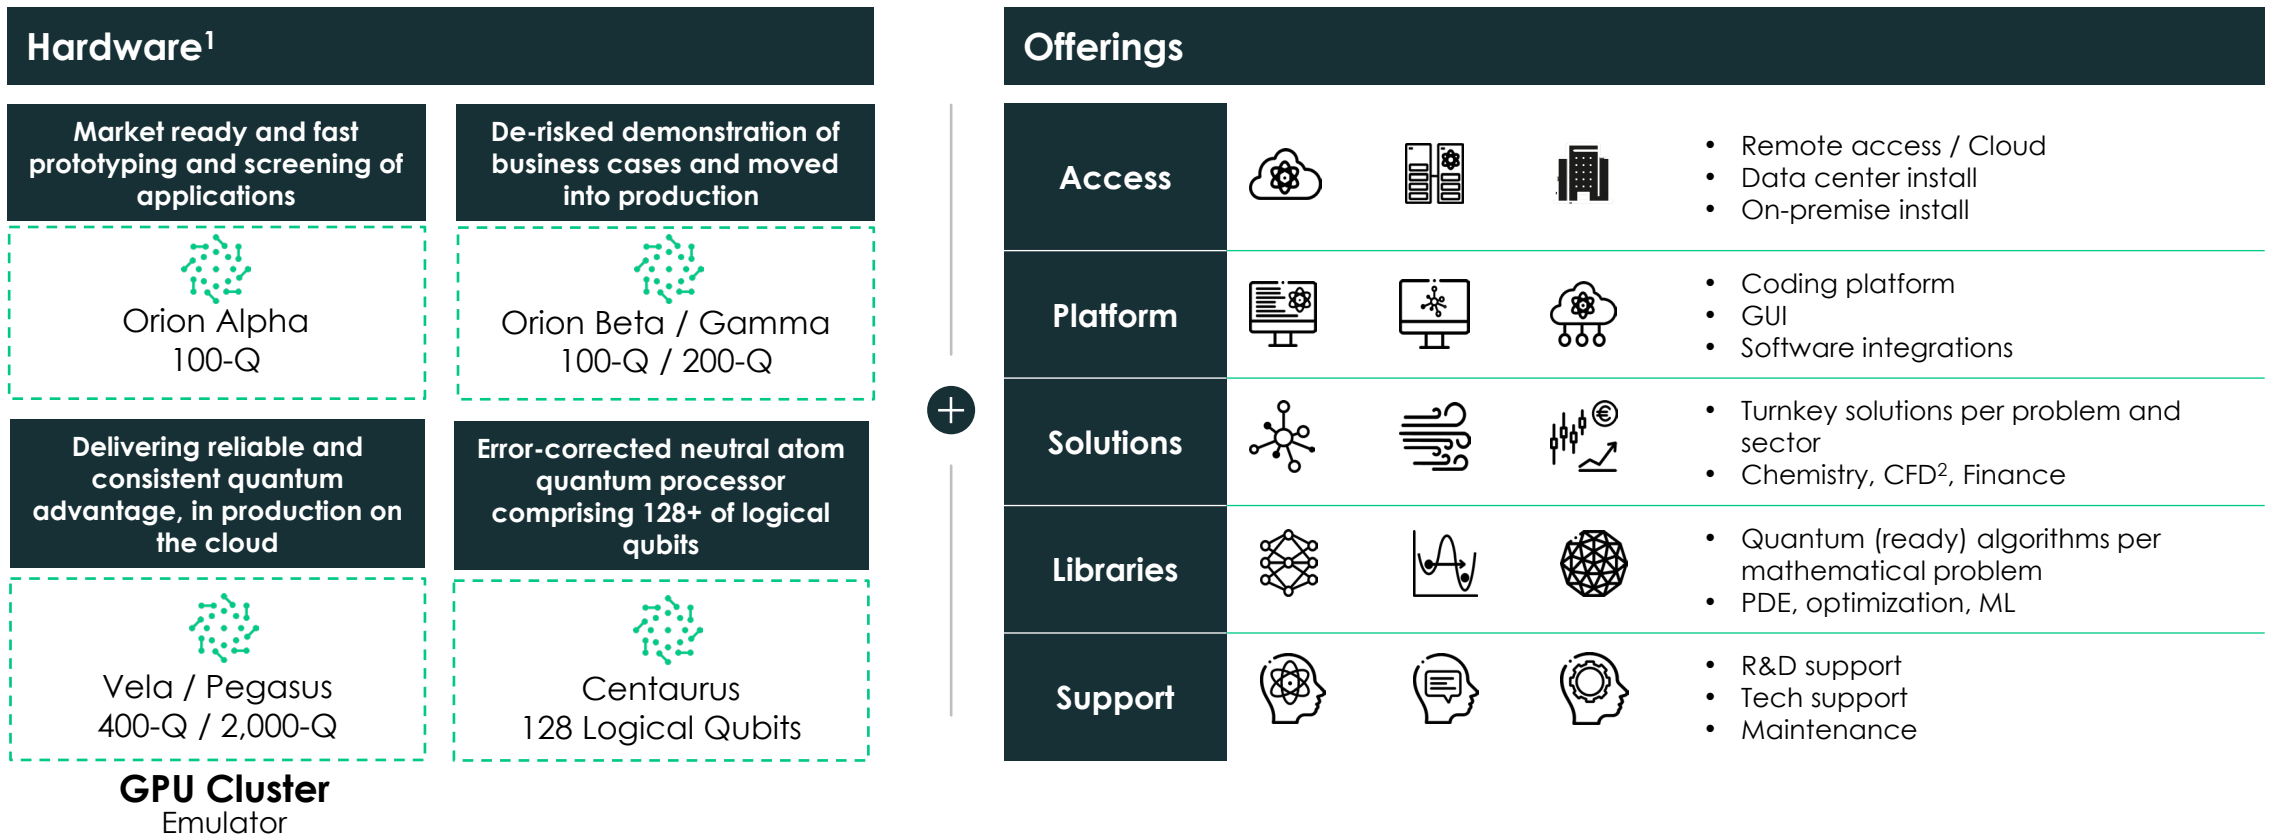 Hardware¹
Market ready and fast
prototyping and screening of
applications
Orion Alpha
100-Q
De-risked demonstration of
business cases and moved
into production
Orion Beta / Gamma
100-Q / 200-Q
Delivering reliable and
consistent quantum
advantage, in production on
the cloud
Vela / Pegasus
400-Q / 2,000-Q
Error-corrected neutral atom
quantum processor
comprising 128+ of logical
qubits
Centaurus
128 Logical Qubits
GPU Cluster
Emulator
Offerings
Access
• Remote access / Cloud
• Data center install
• On-premise install
Platform
• Coding platform
• GUI
• Software integrations
Solutions
€
• Turnkey solutions per problem and
sector
• Chemistry, CFD², Finance
Libraries
• Quantum (ready) algorithms per
mathematical problem
• PDE, optimization, ML
Support
• R&D support
• Tech support
• Maintenance